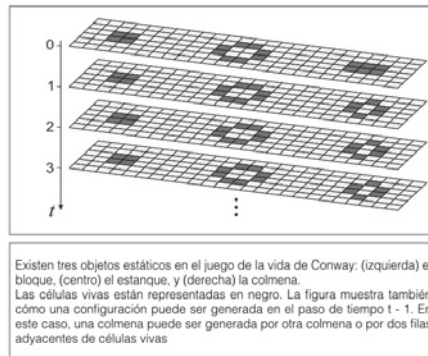 0
1
2
3
t
Existen tres objetos estáticos en el juego de la vida de Conway: (izquierda) e
bloque, (centro) el estanque, y (derecha) la colmena.
Las células vivas están representadas en negro. La figura muestra también
cómo una configuración puede ser generada en el paso de tiempo t - 1. En
este caso, una colmena puede ser generada por otra colmena o por dos filas
adyacentes de células vivas